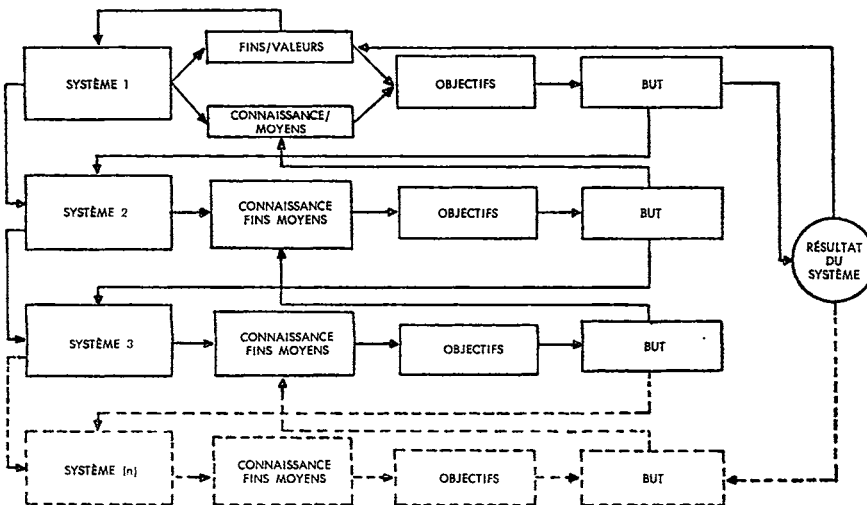 FINS/VALEURS
SYSTÈME 1
OBJECTIFS
BUT
CONNAISSANCE/
MOYENS
SYSTÈME 2
CONNAISSANCE
FINS MOYENS
OBJECTIFS
BUT
RÉSULTAT
DU
SYSTÈME
SYSTÈME 3
CONNAISSANCE
FINS MOYENS
OBJECTIFS
BUT
SYSTÈME (n)
CONNAISSANCE
FINS MOYENS
OBJECTIFS
BUT